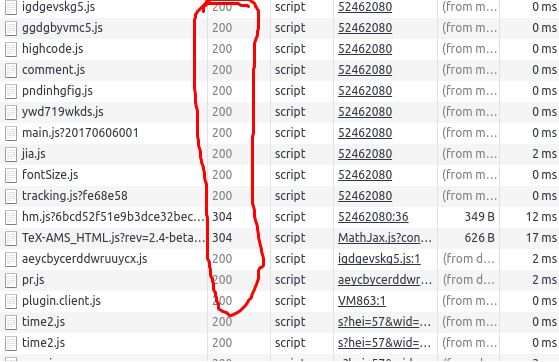 igdgevskg5.js 200 script 52462080 (from m... 0 ms
ggdgbyvmc5.js 200 script 52462080 (from m... 0 ms
highcode.js 200 script 52462080 (from m... 0 ms
comment.js 200 script 52462080 (from m... 0 ms
pndinhgfig.js 200 script 52462080 (from m... 0 ms
ywd719wkds.js 200 script 52462080 (from m... 0 ms
main.js?20170606001 200 script 52462080 (from m... 0 ms
jia.js 200 script 52462080 (from d... 2 ms
fontSize.js 200 script 52462080 (from m... 0 ms
tracking.js?fe68e58 200 script 52462080 (from m... 0 ms
hm.js?6bcd52f51e9b3dce32bec... 304 script 52462080:36 349 B 12 ms
TeX-AMS_HTML.js?rev=2.4-beta... 304 script MathJax.js?con... 626 B 17 ms
aeycbycerddwruuycx.js 200 script igdgevskg5.js:1 (from d... 2 ms
pr.js 200 script aeycbycerddwr... (from d... 2 ms
plugin.client.js 200 script VM863:1 (from m... 0 ms
time2.js 200 script s?hei=57&wid=... (from m... 0 ms
time2.js 200 script s?hei=57&wid=... (from m... 0 ms